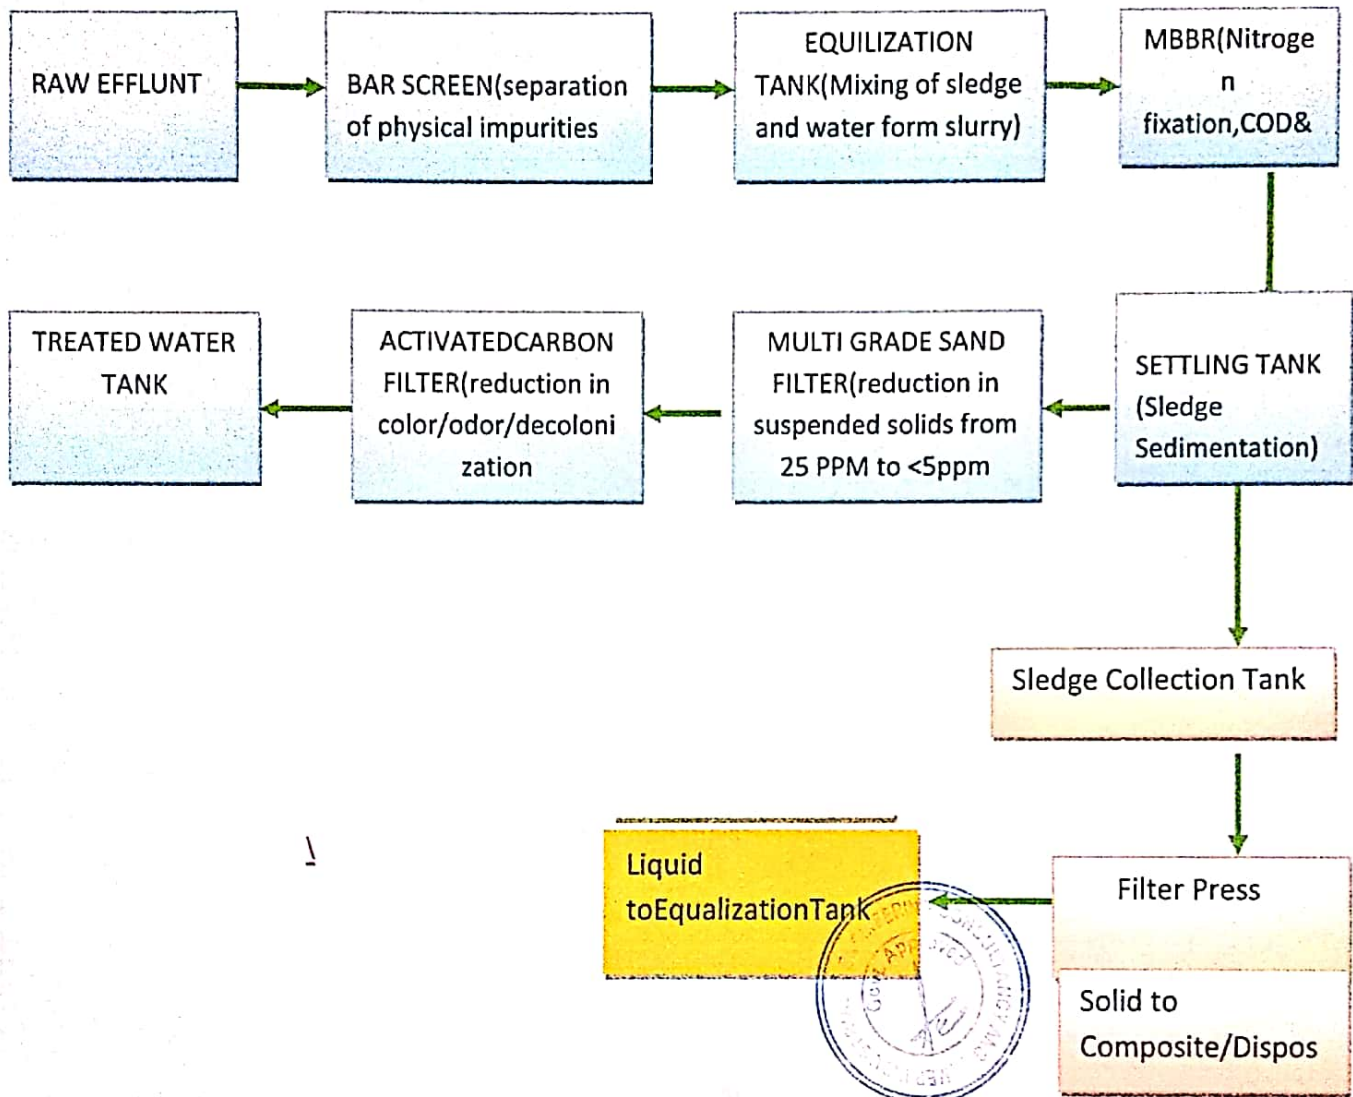 RAW EFFLUNT
BAR SCREEN(separation
of physical impurities
EQUILIZATION
TANK(Mixing of sledge
and water form slurry)
MBBR(Nitroge
n
fixation,COD&
TREATED WATER
TANK
ACTIVATEDCARBON
FILTER(reduction in
color/odor/decoloni
zation
MULTI GRADE SAND
FILTER(reduction in
suspended solids from
25 PPM to <5ppm
SETTLING TANK
(Sledge
Sedimentation)
Sledge Collection Tank
Liquid
toEqualizationTank
Filter Press
Solid to
Composite/Dispos